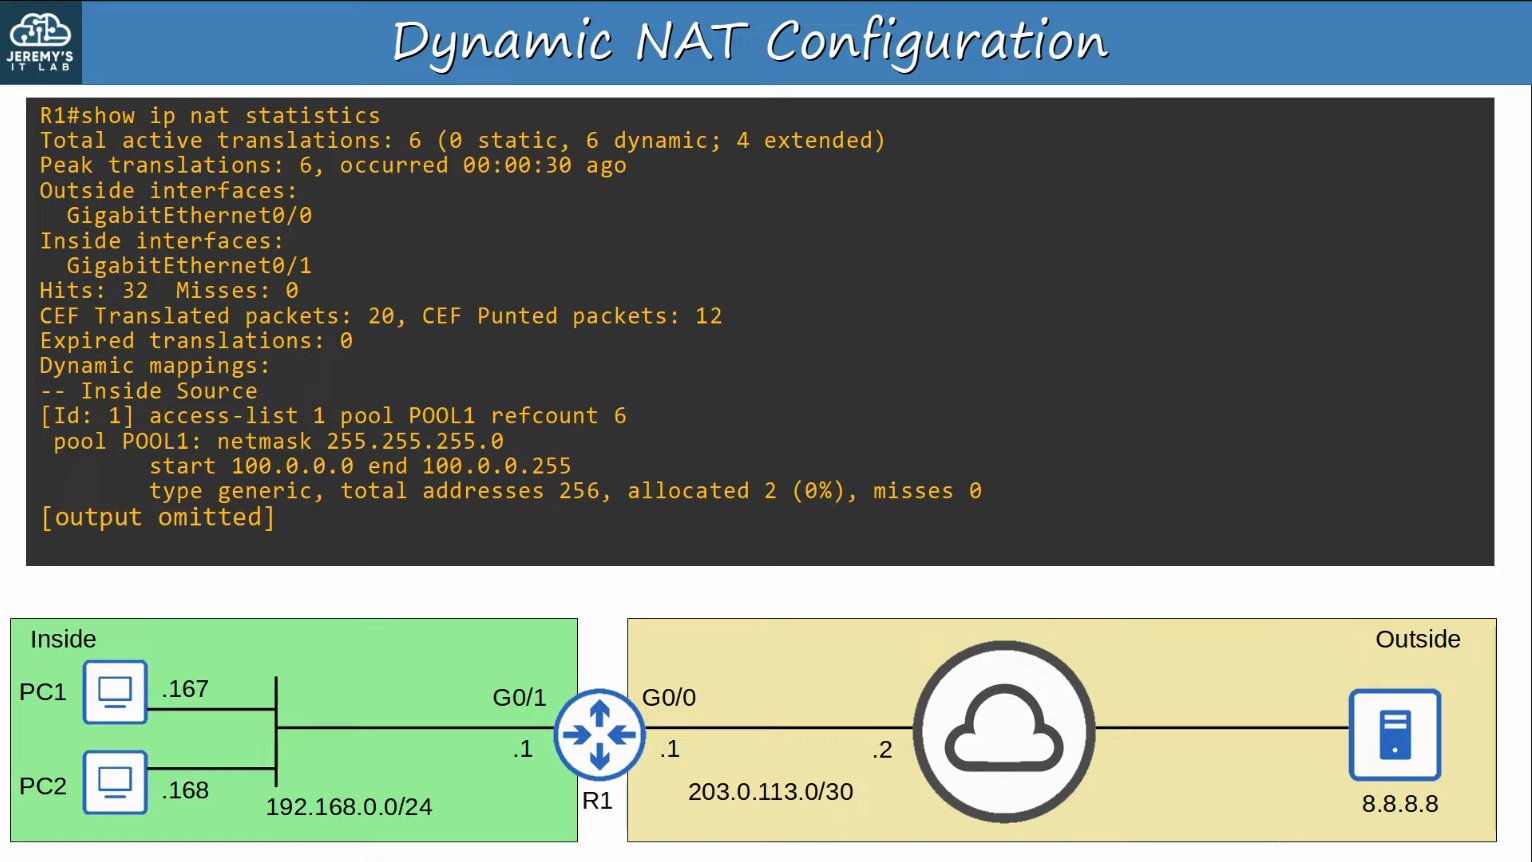 JEREMY'S
IT LAB
Dynamic NAT Configuration
R1#show ip nat statistics
Total active translations: 6 (0 static, 6 dynamic; 4 extended)
Peak translations: 6, occurred 00:00:30 ago
Outside interfaces:
  GigabitEthernet0/0
Inside interfaces:
  GigabitEthernet0/1
Hits: 32  Misses: 0
CEF Translated packets: 20, CEF Punted packets: 12
Expired translations: 0
Dynamic mappings:
-- Inside Source
[Id: 1] access-list 1 pool POOL1 refcount 6
 pool POOL1: netmask 255.255.255.0
        start 100.0.0.0 end 100.0.0.255
        type generic, total addresses 256, allocated 2 (0%), misses 0
[output omitted]
Inside
PC1
.167
PC2
.168
192.168.0.0/24
G0/1
.1
R1
G0/0
.1
.2
203.0.113.0/30
Outside
8.8.8.8